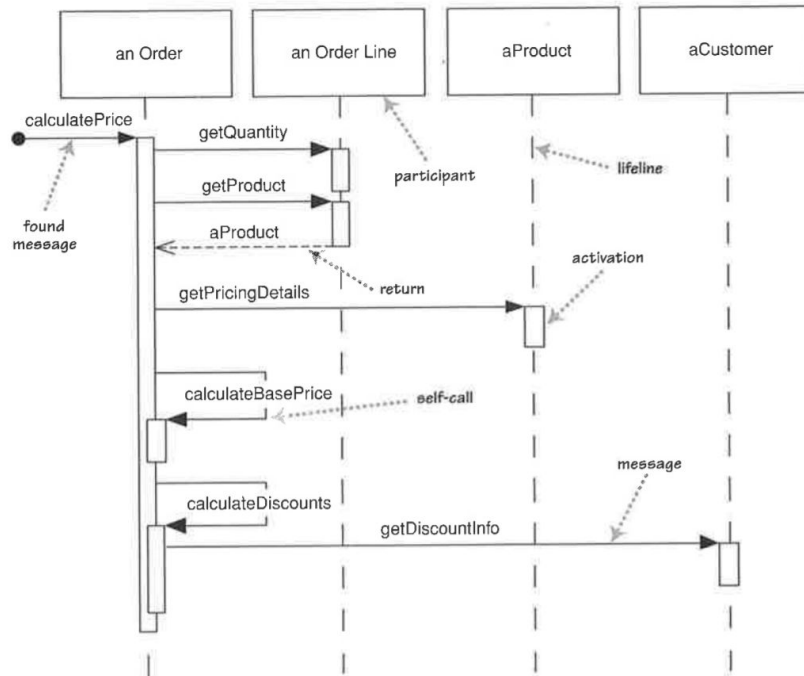 an Order
an Order Line
aProduct
aCustomer
calculatePrice
getQuantity
participant
lifeline
getProduct
found
message
aProduct
activation
return
getPricingDetails
calculateBasePrice
self-call
message
calculateDiscounts
getDiscountInfo